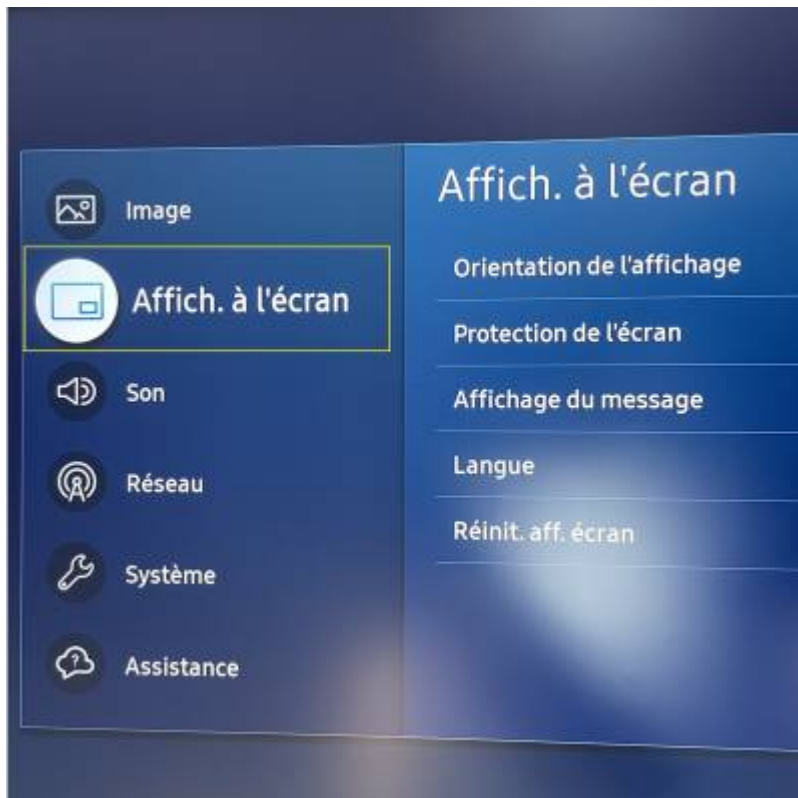 Image
Affich. à l'écran
Son
Réseau
Système
Assistance
Affich. à l'écran
Orientation de l'affichage
Protection de l'écran
Affichage du message
Langue
Réinit. aff. écran